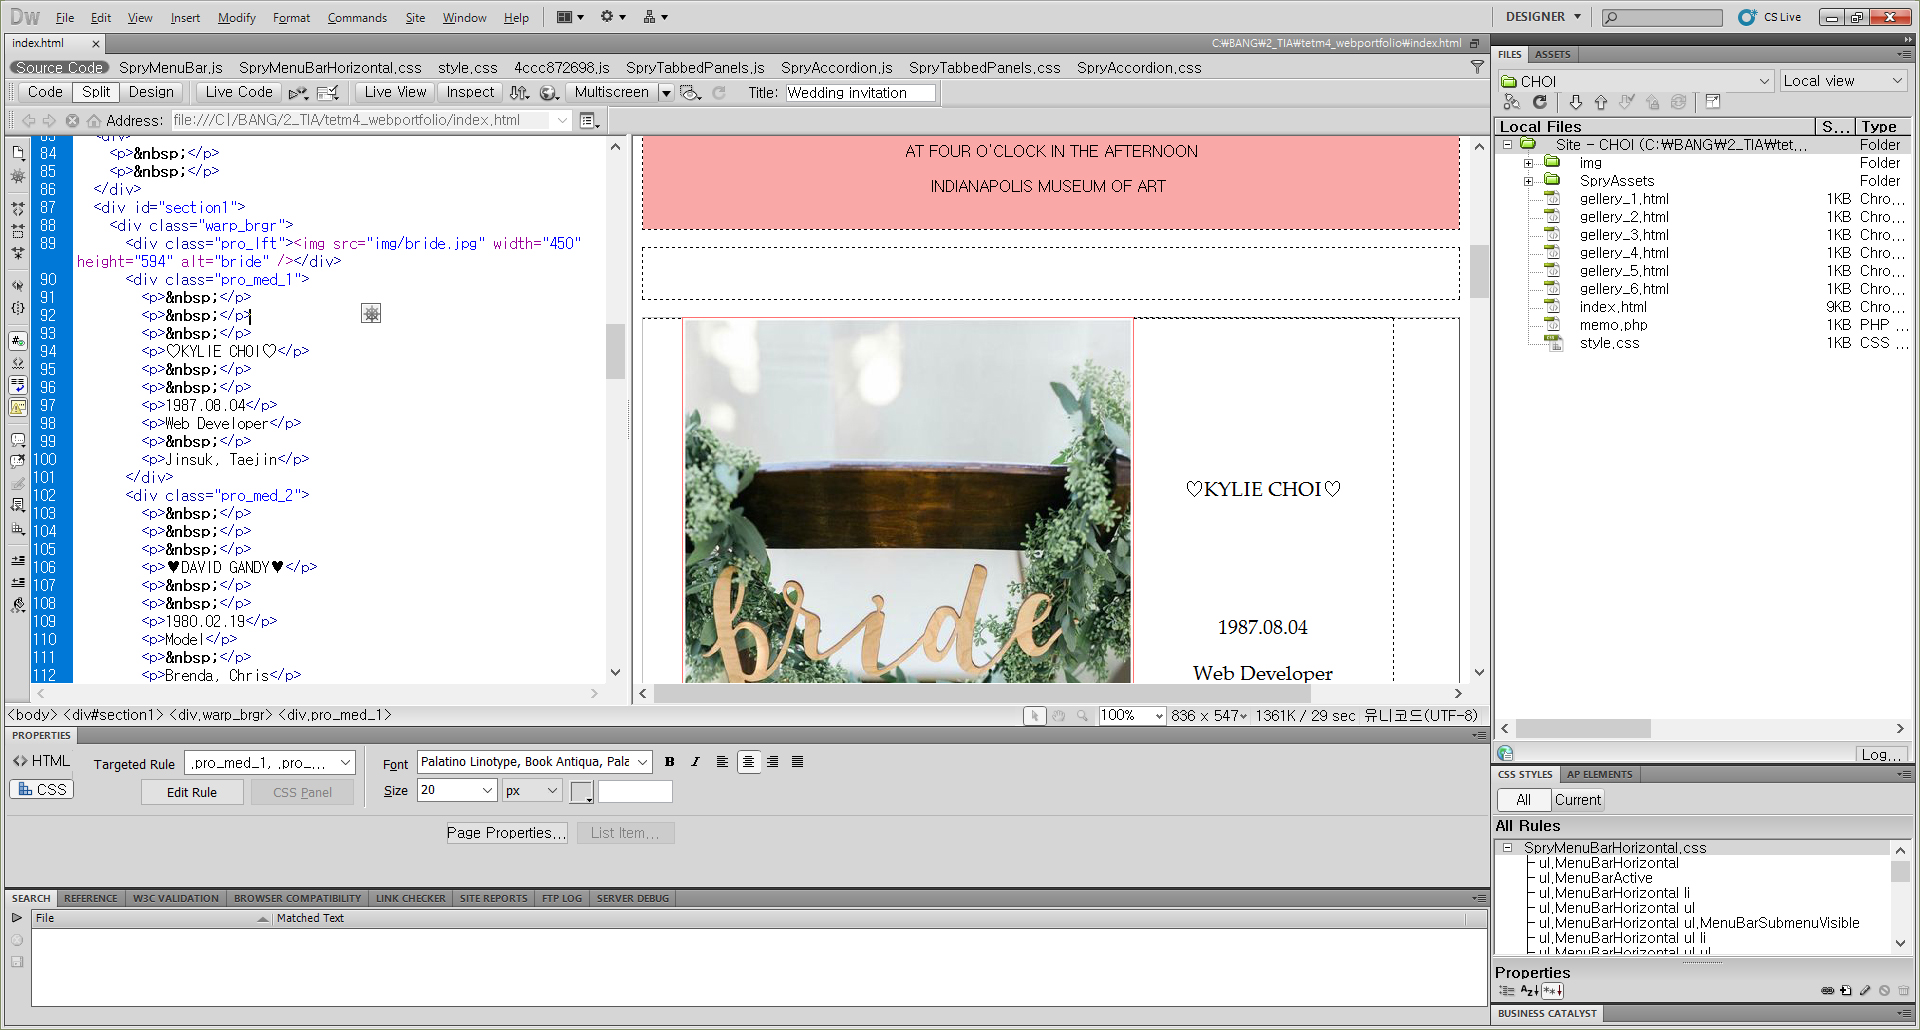 Dw File Edit View Insert Modify Format Commands Site Window Help DESIGNER CS Live
index.html C:₩BANG₩2_TIA₩tetm4_webportfolio₩index.html
Source Code SpryMenuBar.js SpryMenuBarHorizontal.css style.css 4ccc872698.js SpryTabbedPanels.js SpryAccordion.js SpryTabbedPanels.css SpryAccordion.css
Code Split Design Live Code Live View Inspect Multiscreen Title: Wedding invitation
Address: file:///C|/BANG/2_TIA/tetm4_webportfolio/index.html
83 <div>
84 <p>&nbsp;</p>
85 <p>&nbsp;</p>
86 </div>
87 <div id="section1">
88 <div class="warp_brgr">
89 <div class="pro_lft"><img src="img/bride.jpg" width="450"
height="594" alt="bride" /></div>
90 <div class="pro_med_1">
91 <p>&nbsp;</p>
92 <p>&nbsp;</p>
93 <p>&nbsp;</p>
94 <p>♡KYLIE CHOI♡</p>
95 <p>&nbsp;</p>
96 <p>&nbsp;</p>
97 <p>1987.08.04</p>
98 <p>Web Developer</p>
99 <p>&nbsp;</p>
100 <p>Jinsuk, Taejin</p>
101 </div>
102 <div class="pro_med_2">
103 <p>&nbsp;</p>
104 <p>&nbsp;</p>
105 <p>&nbsp;</p>
106 <p>♥DAVID GANDY♥</p>
107 <p>&nbsp;</p>
108 <p>&nbsp;</p>
109 <p>1980.02.19</p>
110 <p>Model</p>
111 <p>&nbsp;</p>
112 <p>Brenda, Chris</p>
AT FOUR O'CLOCK IN THE AFTERNOON
INDIANAPOLIS MUSEUM OF ART
bride
♡KYLIE CHOI♡
1987.08.04
Web Developer
<body> <div#section1> <div.warp_brgr> <div.pro_med_1> 100% 836 x 547 1361K / 29 sec 유니코드(UTF-8)
PROPERTIES
<> HTML
CSS
Targeted Rule .pro_med_1, .pro_...
Edit Rule CSS Panel
Font Palatino Linotype, Book Antiqua, Pala B I
Size 20 px
Page Properties... List Item...
SEARCH REFERENCE W3C VALIDATION BROWSER COMPATIBILITY LINK CHECKER SITE REPORTS FTP LOG SERVER DEBUG
File Matched Text
FILES ASSETS
CHOI Local view
Local Files S... Type
Site - CHOI (C:₩BANG₩2_TIA₩tet... Folder
img Folder
SpryAssets Folder
gellery_1.html 1KB Chro...
gellery_2.html 1KB Chro...
gellery_3.html 1KB Chro...
gellery_4.html 1KB Chro...
gellery_5.html 1KB Chro...
gellery_6.html 1KB Chro...
index.html 9KB Chro...
memo.php 1KB PHP ...
style.css 1KB CSS ...
Log...
CSS STYLES AP ELEMENTS
All Current
All Rules
SpryMenuBarHorizontal.css
ul.MenuBarHorizontal
ul.MenuBarActive
ul.MenuBarHorizontal li
ul.MenuBarHorizontal ul
ul.MenuBarHorizontal ul.MenuBarSubmenuVisible
ul.MenuBarHorizontal ul li
ul.MenuBarHorizontal ul ul
Properties
BUSINESS CATALYST